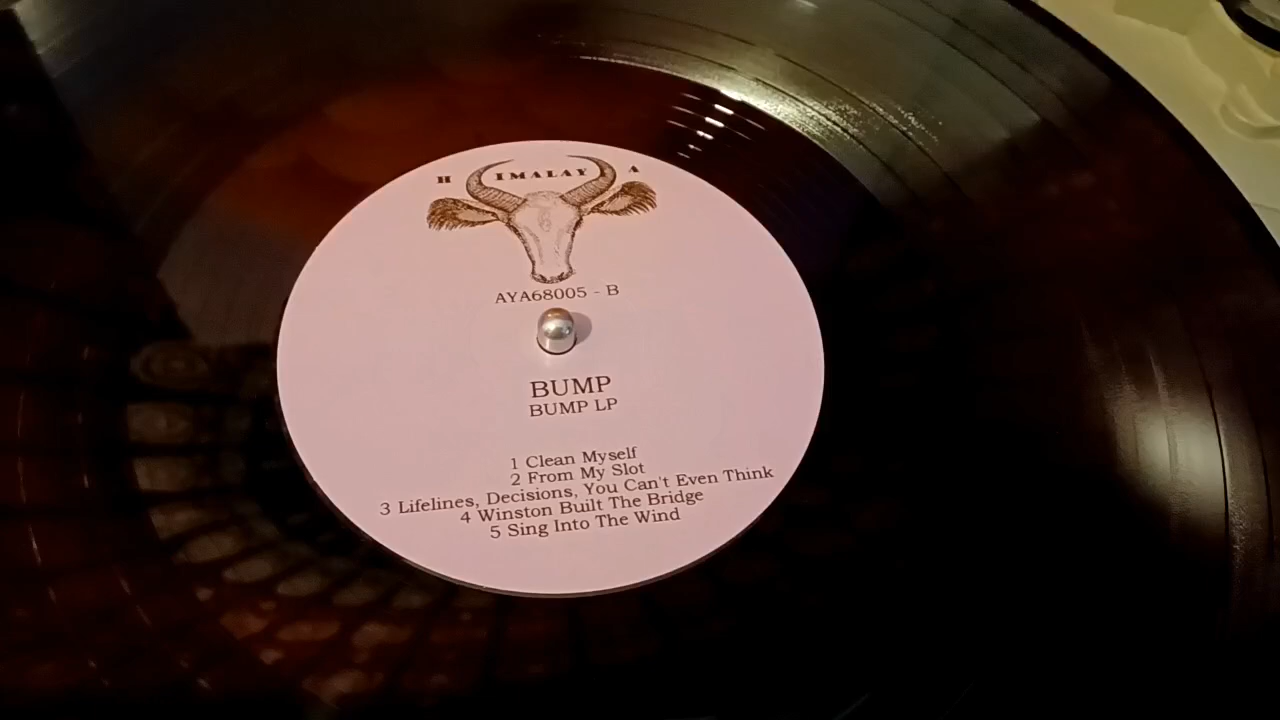 H IMALAY A
AYA68005 - B
BUMP
BUMP LP
1 Clean Myself
2 From My Slot
3 Lifelines, Decisions, You Can't Even Think
4 Winston Built The Bridge
5 Sing Into The Wind